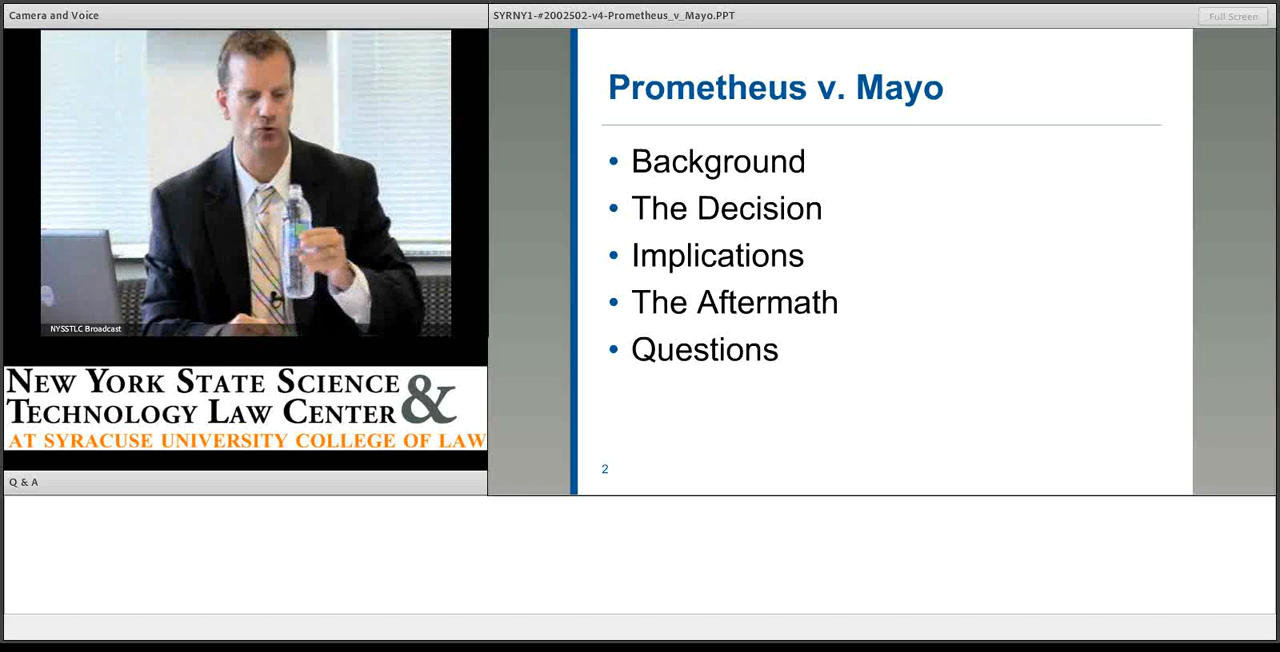 Camera and Voice
SYRNY1-#2002502-v4-Prometheus_v_Mayo.PPT
Full Screen
NYSSTLC Broadcast
NEW YORK STATE SCIENCE &
TECHNOLOGY LAW CENTER
AT SYRACUSE UNIVERSITY COLLEGE OF LAW
Q & A
Prometheus v. Mayo
• Background
• The Decision
• Implications
• The Aftermath
• Questions
2